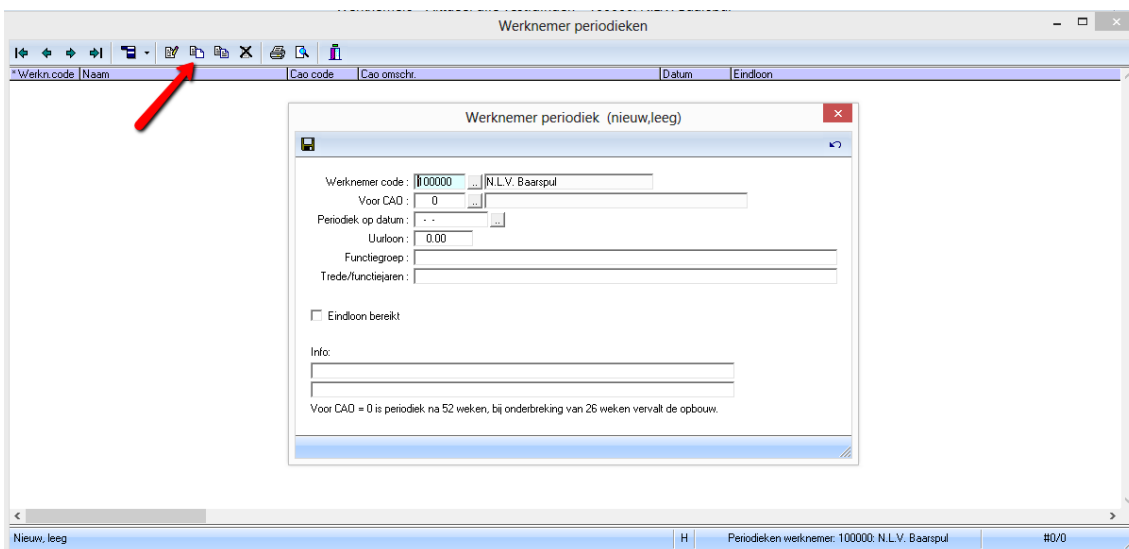 Werknemer periodieken
* Werkn.code Naam Cao code Cao omschr. Datum Eindloon
Werknemer periodiek (nieuw,leeg)
Werknemer code : 100000 .. N.L.V. Baarspul
Voor CAO : 0 ..
Periodiek op datum : - - ..
Uurloon : 0.00
Functiegroep :
Trede/functiejaren :
Eindloon bereikt
Info:
Voor CAO = 0 is periodiek na 52 weken, bij onderbreking van 26 weken vervalt de opbouw.
Nieuw, leeg H Periodieken werknemer: 100000: N.L.V. Baarspul #0/0